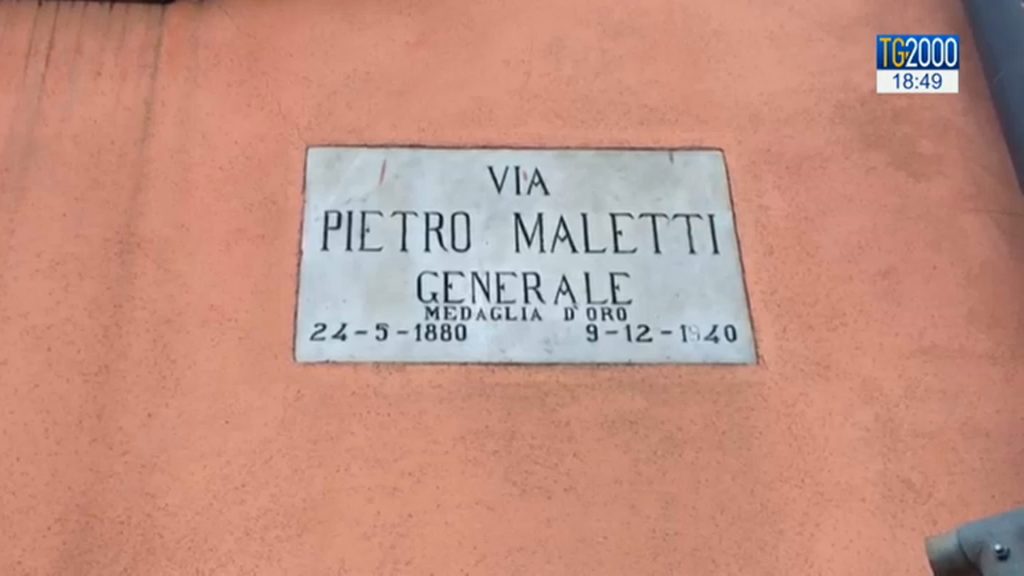 TG2000
18:49
VIA
PIETRO MALETTI
GENERALE
MEDAGLIA D'ORO
24-5-1880 9-12-1940